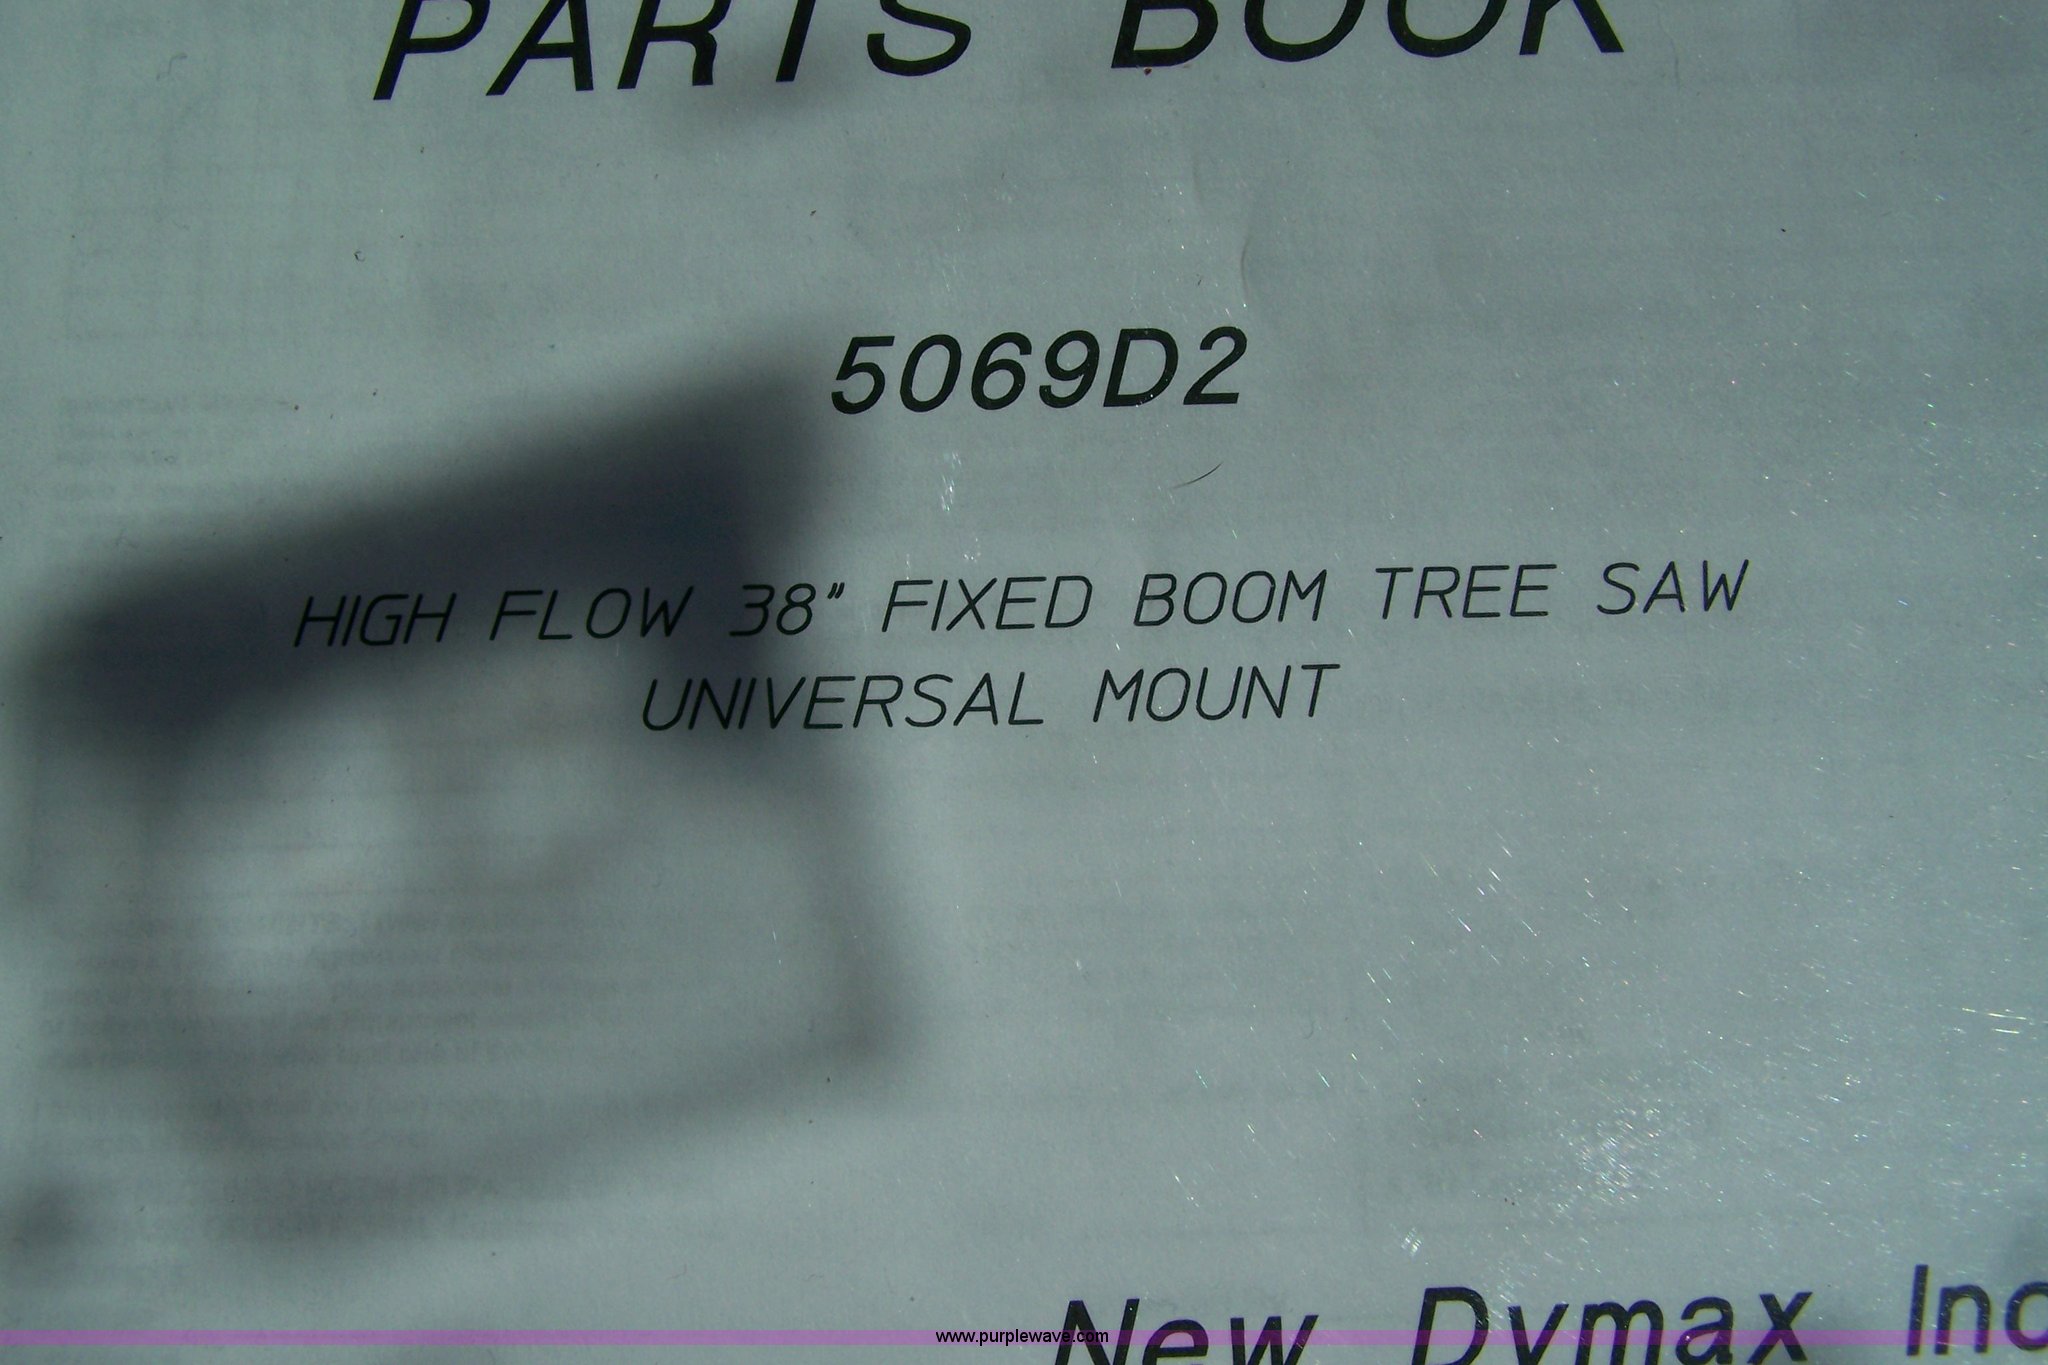 PARTS BOOK
5069D2
HIGH FLOW 38" FIXED BOOM TREE SAW
UNIVERSAL MOUNT
New Dymax Inc
www.purplewave.com